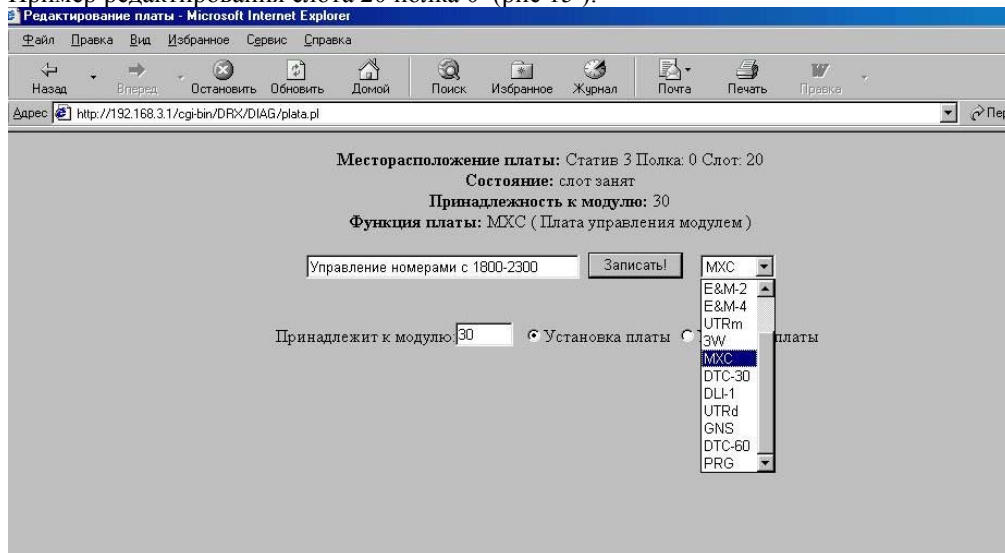 Пример редактирования слота 20 полка 0 (рис 15 ).
Редактирование платы - Microsoft Internet Explorer
Файл Правка Вид Избранное Сервис Справка
Назад Вперед Остановить Обновить Домой Поиск Избранное Журнал Почта Печать Правка
Адрес http://192.168.3.1/cgi-bin/DRX/DIAG/plata.pl
Месторасположение платы: Статив 3 Полка: 0 Слот: 20
Состояние: слот занят
Принадлежность к модулю: 30
Функция платы: MXC ( Плата управления модулем )
Управление номерами с 1800-2300 Записать! MXC
E&M-2
E&M-4
UTRm
3W
MXC
DTC-30
DLI-1
UTRd
GNS
DTC-60
PRG
Принадлежит к модулю: 30 Установка платы платы